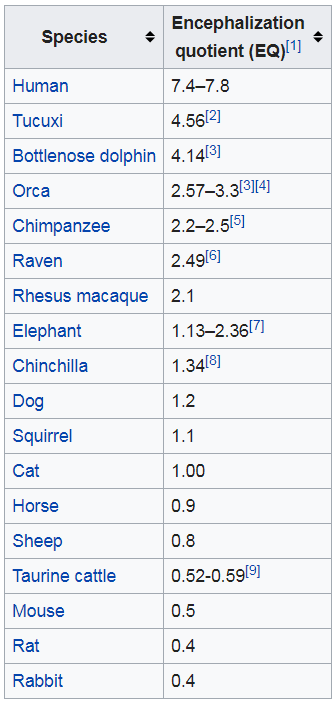 Species Encephalization quotient (EQ)[1]
Human 7.4–7.8
Tucuxi 4.56[2]
Bottlenose dolphin 4.14[3]
Orca 2.57–3.3[3][4]
Chimpanzee 2.2–2.5[5]
Raven 2.49[6]
Rhesus macaque 2.1
Elephant 1.13–2.36[7]
Chinchilla 1.34[8]
Dog 1.2
Squirrel 1.1
Cat 1.00
Horse 0.9
Sheep 0.8
Taurine cattle 0.52-0.59[9]
Mouse 0.5
Rat 0.4
Rabbit 0.4